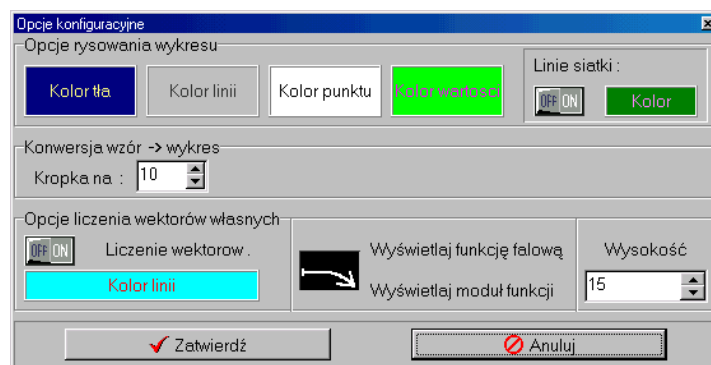 Opcje konfiguracyjne
Opcje rysowania wykresu
Kolor tła
Kolor linii
Kolor punktu
Kolor wartosci
Linie siatki :
OFF ON
Kolor
Konwersja wzór -> wykres
Kropka na : 10
Opcje liczenia wektorów własnych
OFF ON
Liczenie wektorow .
Kolor linii
Wyświetlaj funkcję falową
Wyświetlaj moduł funkcji
Wysokość
15
Zatwierdź
Anuluj